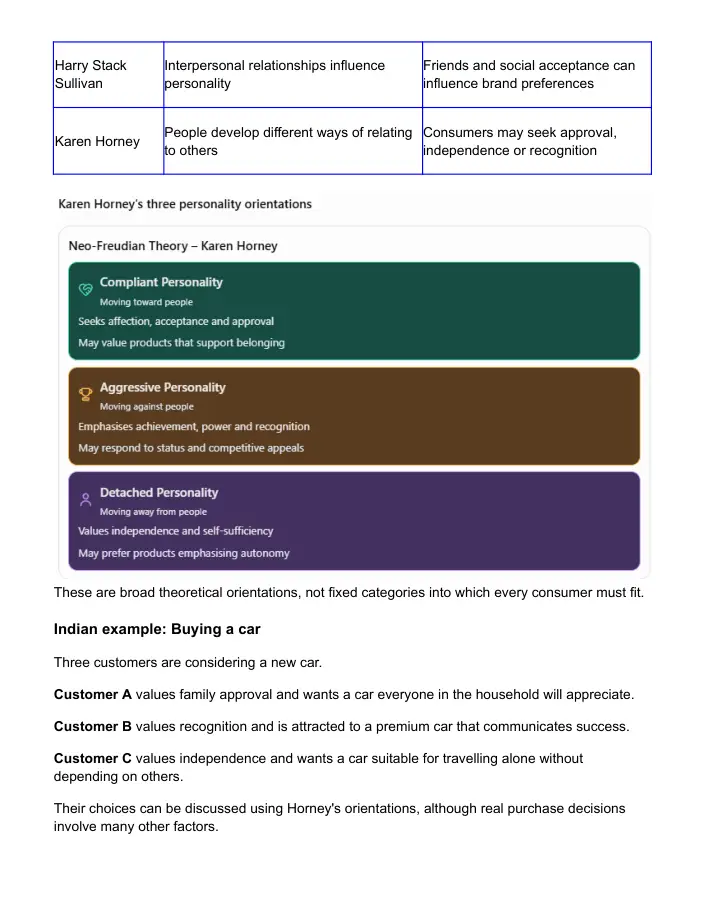 Harry Stack
Sullivan
Interpersonal relationships influence
personality
Friends and social acceptance can
influence brand preferences
Karen Horney
People develop different ways of relating
to others
Consumers may seek approval,
independence or recognition
Karen Horney's three personality orientations
Neo-Freudian Theory – Karen Horney
Compliant Personality
Moving toward people
Seeks affection, acceptance and approval
May value products that support belonging
Aggressive Personality
Moving against people
Emphasises achievement, power and recognition
May respond to status and competitive appeals
Detached Personality
Moving away from people
Values independence and self-sufficiency
May prefer products emphasising autonomy
These are broad theoretical orientations, not fixed categories into which every consumer must fit.
Indian example: Buying a car
Three customers are considering a new car.
Customer A values family approval and wants a car everyone in the household will appreciate.
Customer B values recognition and is attracted to a premium car that communicates success.
Customer C values independence and wants a car suitable for travelling alone without
depending on others.
Their choices can be discussed using Horney's orientations, although real purchase decisions
involve many other factors.